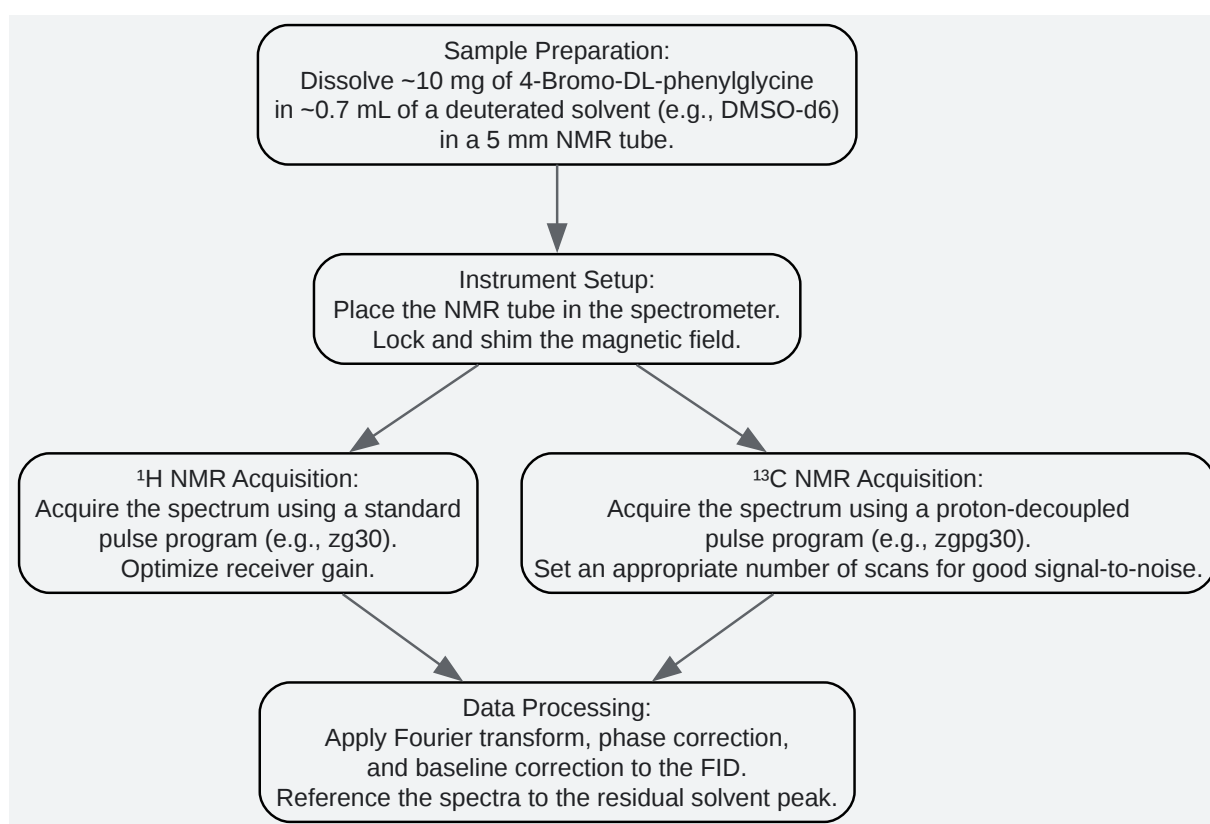 Sample Preparation:
Dissolve ~10 mg of 4-Bromo-DL-phenylglycine
in ~0.7 mL of a deuterated solvent (e.g., DMSO-d6)
in a 5 mm NMR tube.
Instrument Setup:
Place the NMR tube in the spectrometer.
Lock and shim the magnetic field.
¹H NMR Acquisition:
Acquire the spectrum using a standard
pulse program (e.g., zg30).
Optimize receiver gain.
¹³C NMR Acquisition:
Acquire the spectrum using a proton-decoupled
pulse program (e.g., zgpg30).
Set an appropriate number of scans for good signal-to-noise.
Data Processing:
Apply Fourier transform, phase correction,
and baseline correction to the FID.
Reference the spectra to the residual solvent peak.